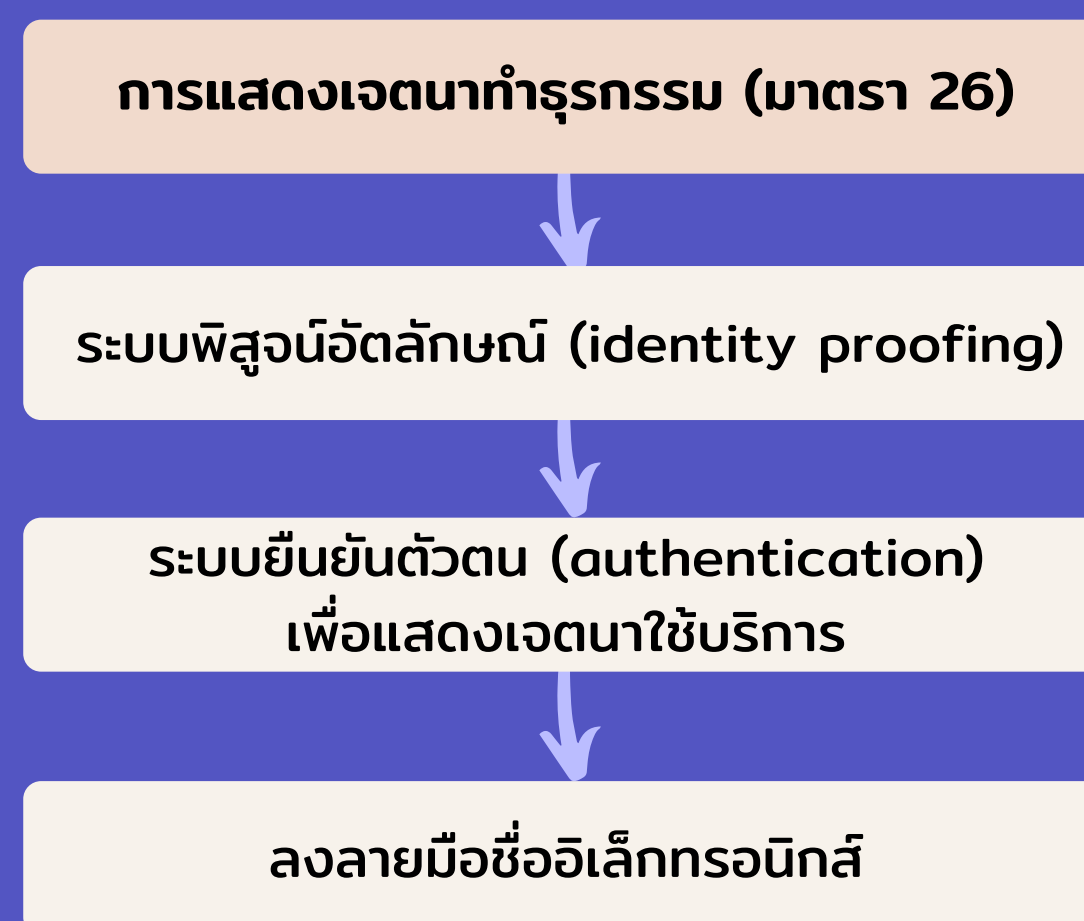 การแสดงเจตนาทำธุรกรรม (มาตรา 26)
ระบบพิสูจน์อัตลักษณ์ (identity proofing)
ระบบยืนยันตัวตน (authentication)
เพื่อแสดงเจตนาใช้บริการ
ลงลายมือชื่ออิเล็กทรอนิกส์